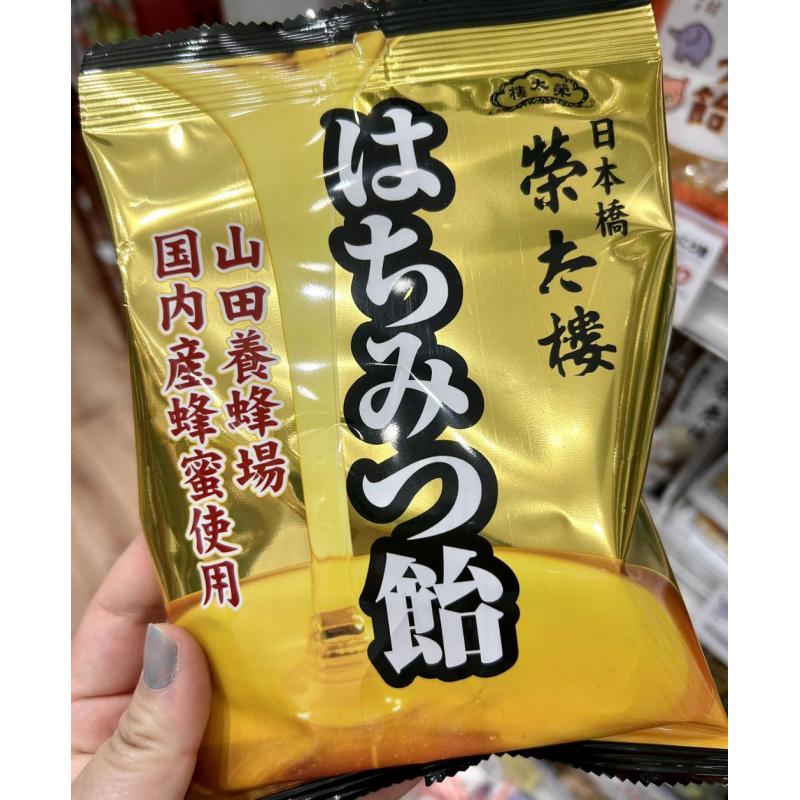 榮太樓
日本橋
榮太樓
はちみつ飴
山田養蜂場
国内産蜂蜜使用
飴